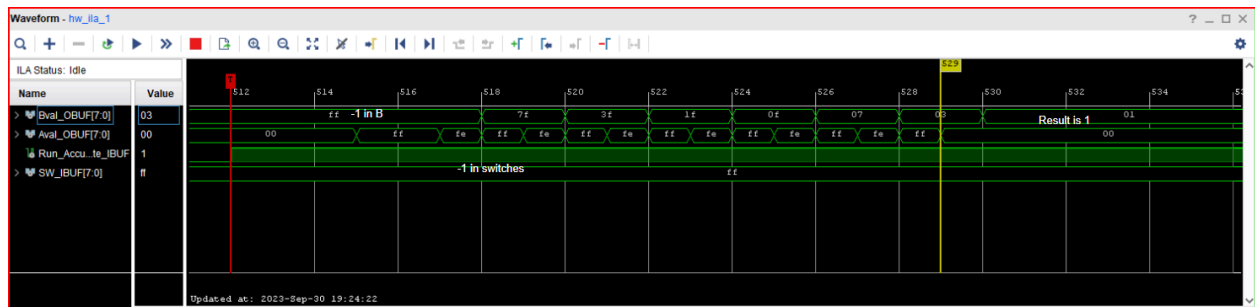 Waveform - hw_ila_1
? _ □ X
ILA Status: Idle
Name Value
529
T
512 514 516 518 520 522 524 526 528 530 532 534
Bval_OBUF[7:0] 03 ff -1 in B 7f 3f 1f 0f 07 03 Result is 1 01
Aval_OBUF[7:0] 00 00 ff fe ff fe ff fe ff fe ff fe ff 00
Run_Accu...te_IBUF 1
SW_IBUF[7:0] ff -1 in switches ff
Updated at: 2023-Sep-30 19:24:22